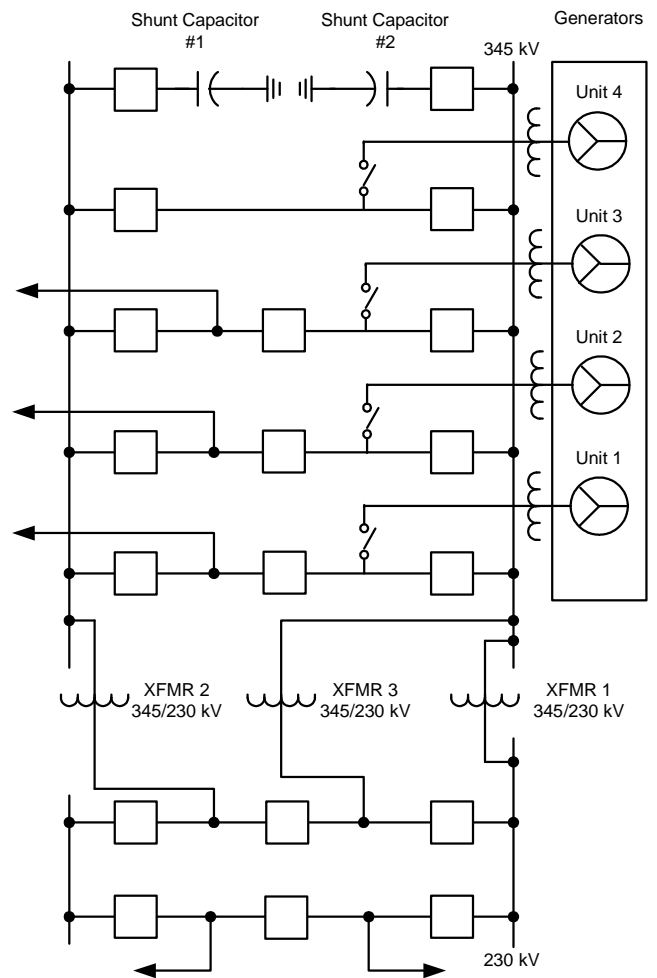 Shunt Capacitor
#1
Shunt Capacitor
#2
Generators
345 kV
Unit 4
Unit 3
Unit 2
Unit 1
XFMR 2
345/230 kV
XFMR 3
345/230 kV
XFMR 1
345/230 kV
230 kV